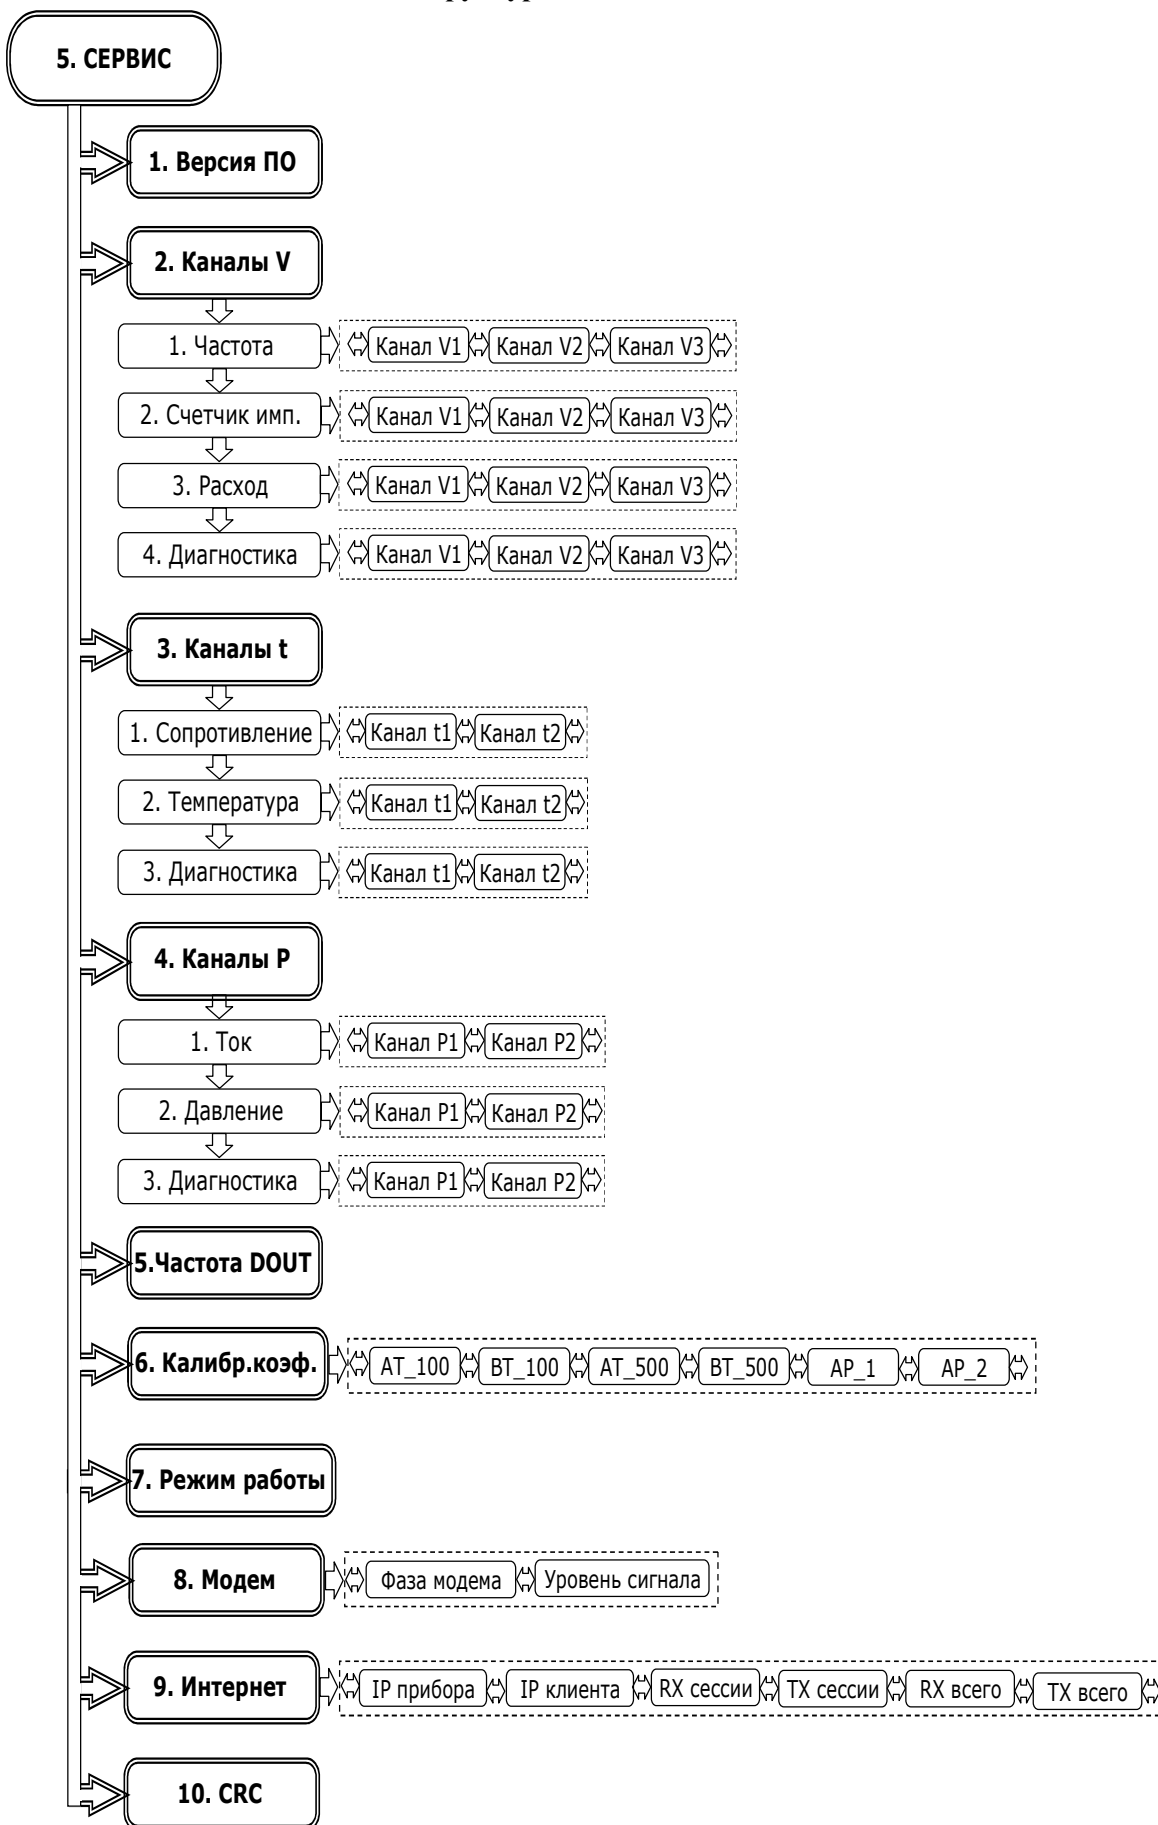 5. СЕРВИС
1. Версия ПО
2. Каналы V
1. Частота Канал V1 Канал V2 Канал V3
2. Счетчик имп. Канал V1 Канал V2 Канал V3
3. Расход Канал V1 Канал V2 Канал V3
4. Диагностика Канал V1 Канал V2 Канал V3
3. Каналы t
1. Сопротивление Канал t1 Канал t2
2. Температура Канал t1 Канал t2
3. Диагностика Канал t1 Канал t2
4. Каналы P
1. Ток Канал P1 Канал P2
2. Давление Канал P1 Канал P2
3. Диагностика Канал P1 Канал P2
5.Частота DOUT
6. Калибр.коэф. AT_100 BT_100 AT_500 BT_500 AP_1 AP_2
7. Режим работы
8. Модем Фаза модема Уровень сигнала
9. Интернет IP прибора IP клиента RX сессии TX сессии RX всего TX всего
10. CRC